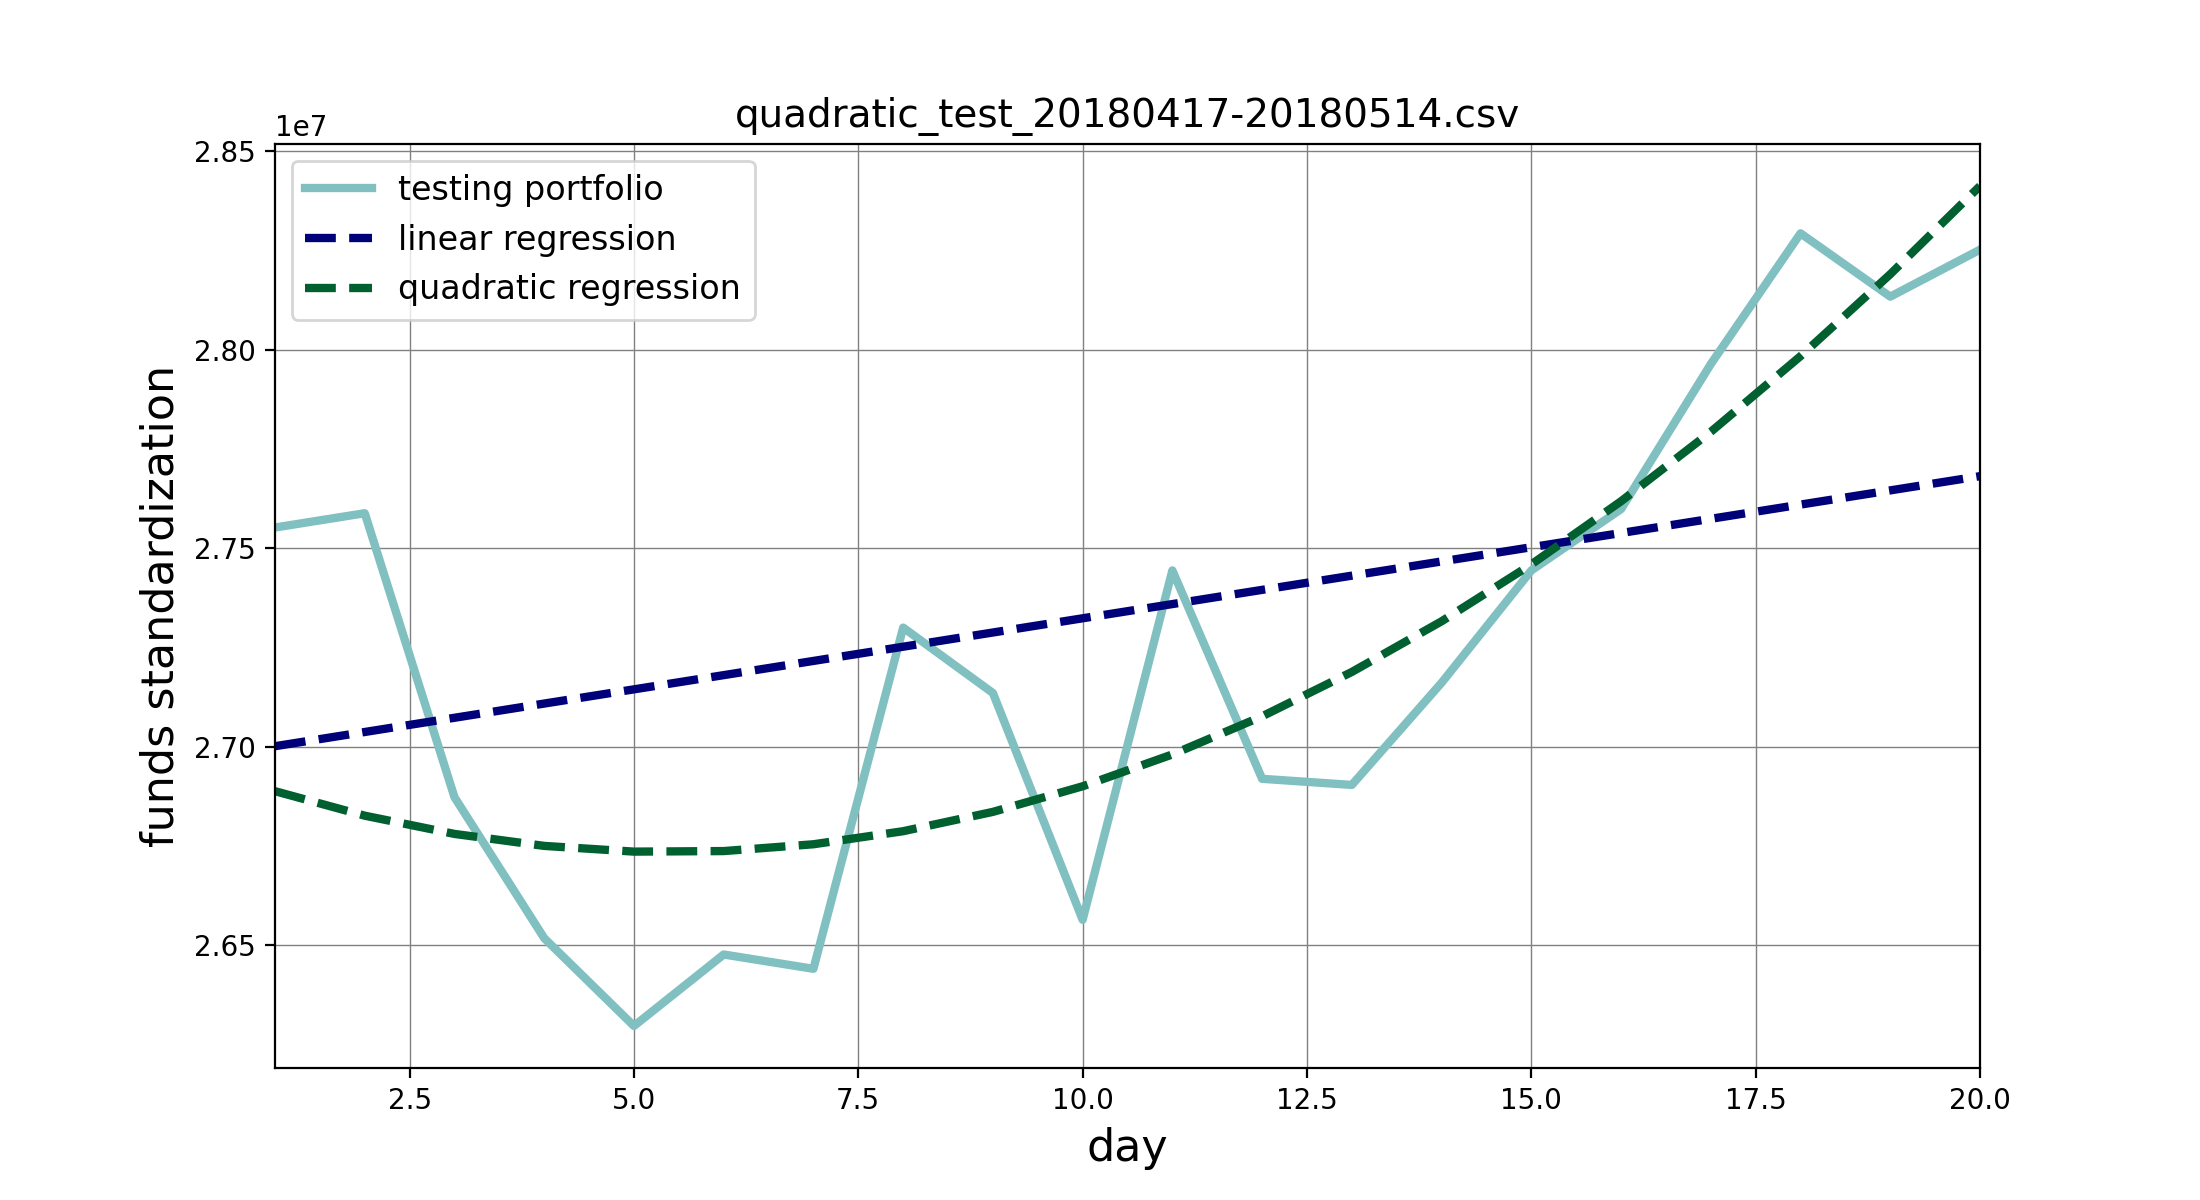 quadratic_test_20180417-20180514.csv
1e7
2.85
2.80
2.75
2.70
2.65
funds standardization
testing portfolio
linear regression
quadratic regression
2.5 5.0 7.5 10.0 12.5 15.0 17.5 20.0
day